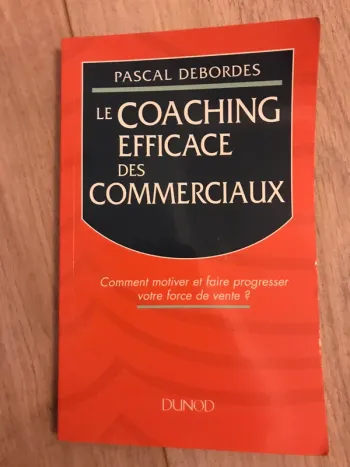 PASCAL DEBORDES
LE COACHING
EFFICACE
DES
COMMERCIAUX
Comment motiver et faire progresser
votre force de vente ?
DUNOD